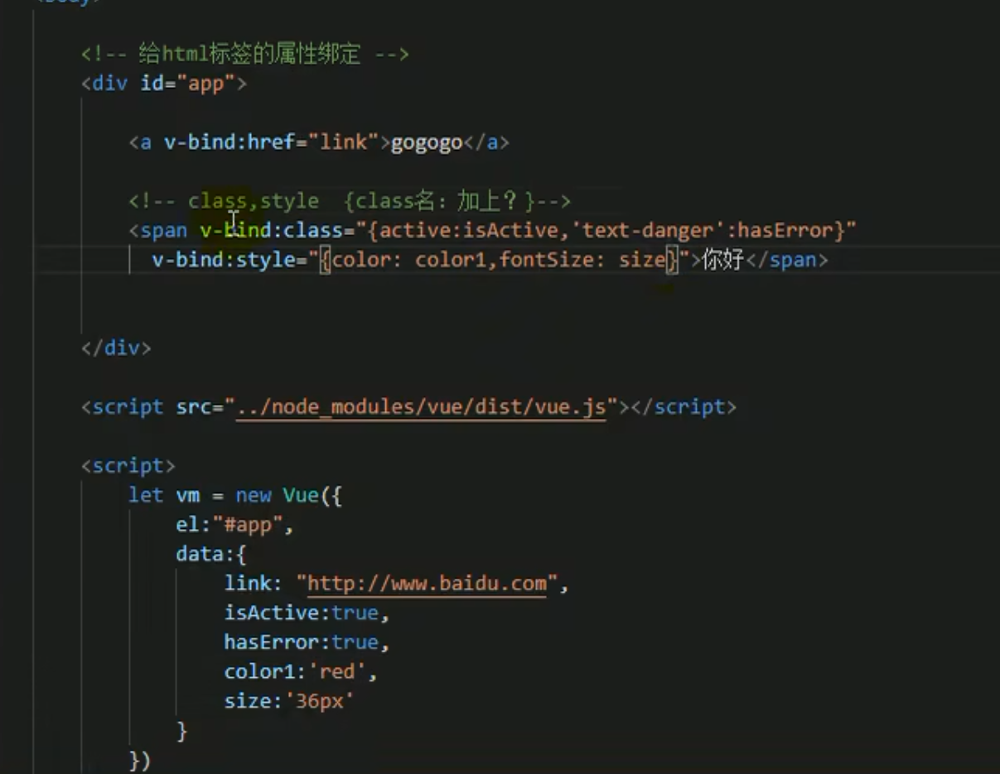 <body>
<!-- 给html标签的属性绑定 -->
<div id="app">
<a v-bind:href="link">gogogo</a>
<!-- class,style  {class名：加上？}-->
<span v-bind:class="{active:isActive,'text-danger':hasError}"
v-bind:style="{color: color1,fontSize: size}">你好</span>
</div>
<script src="../node_modules/vue/dist/vue.js"></script>
<script>
let vm = new Vue({
el:"#app",
data:{
link: "http://www.baidu.com",
isActive:true,
hasError:true,
color1:'red',
size:'36px'
}
})